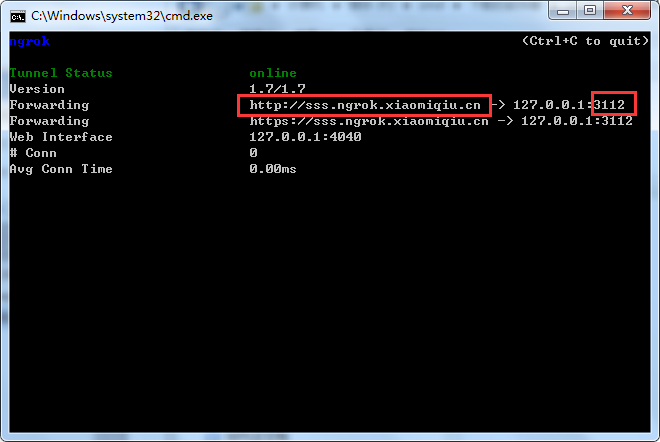 C:\Windows\system32\cmd.exe
ngrok (Ctrl+C to quit)
Tunnel Status online
Version 1.7/1.7
Forwarding http://sss.ngrok.xiaomiqiu.cn -> 127.0.0.1:3112
Forwarding https://sss.ngrok.xiaomiqiu.cn -> 127.0.0.1:3112
Web Interface 127.0.0.1:4040
# Conn 0
Avg Conn Time 0.00ms